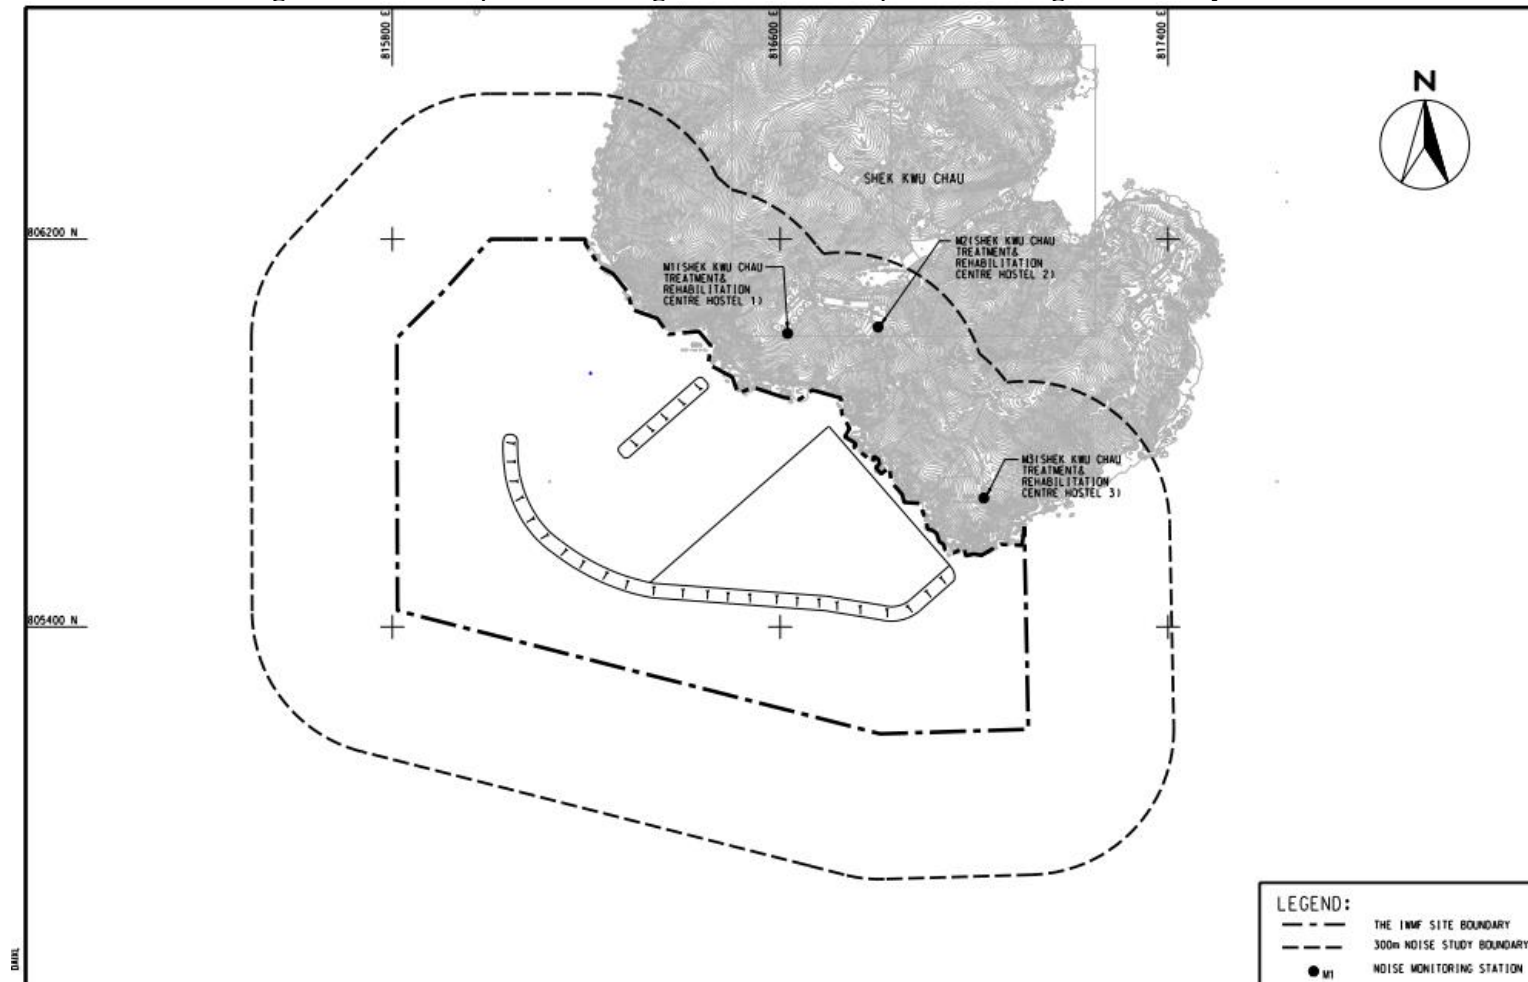 815800 E
816600 E
817400 E
N
SHEK KWU CHAU
806200 N
M1(SHEK KWU CHAU
TREATMENT&
REHABILITATION
CENTRE HOSTEL 1)
M2(SHEK KWU CHAU
TREATMENT&
REHABILITATION
CENTRE HOSTEL 2)
M3(SHEK KWU CHAU
TREATMENT&
REHABILITATION
CENTRE HOSTEL 3)
805400 N
LEGEND:
THE IWMF SITE BOUNDARY
300m NOISE STUDY BOUNDARY
M1
NOISE MONITORING STATION